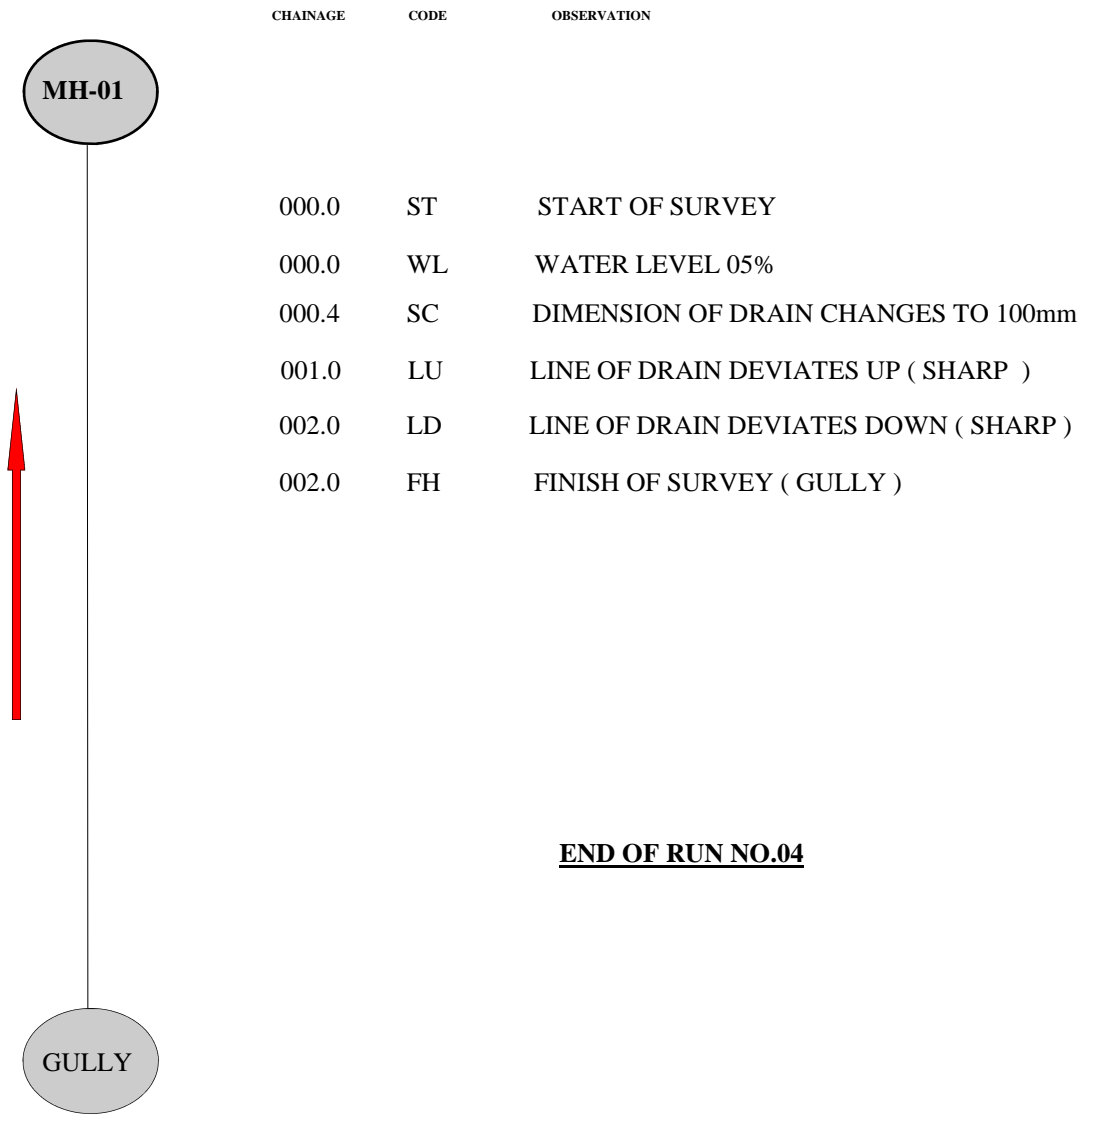 CHAINAGE CODE OBSERVATION
MH-01
000.0 ST START OF SURVEY
000.0 WL WATER LEVEL 05%
000.4 SC DIMENSION OF DRAIN CHANGES TO 100mm
001.0 LU LINE OF DRAIN DEVIATES UP ( SHARP )
002.0 LD LINE OF DRAIN DEVIATES DOWN ( SHARP )
002.0 FH FINISH OF SURVEY ( GULLY )
END OF RUN NO.04
GULLY